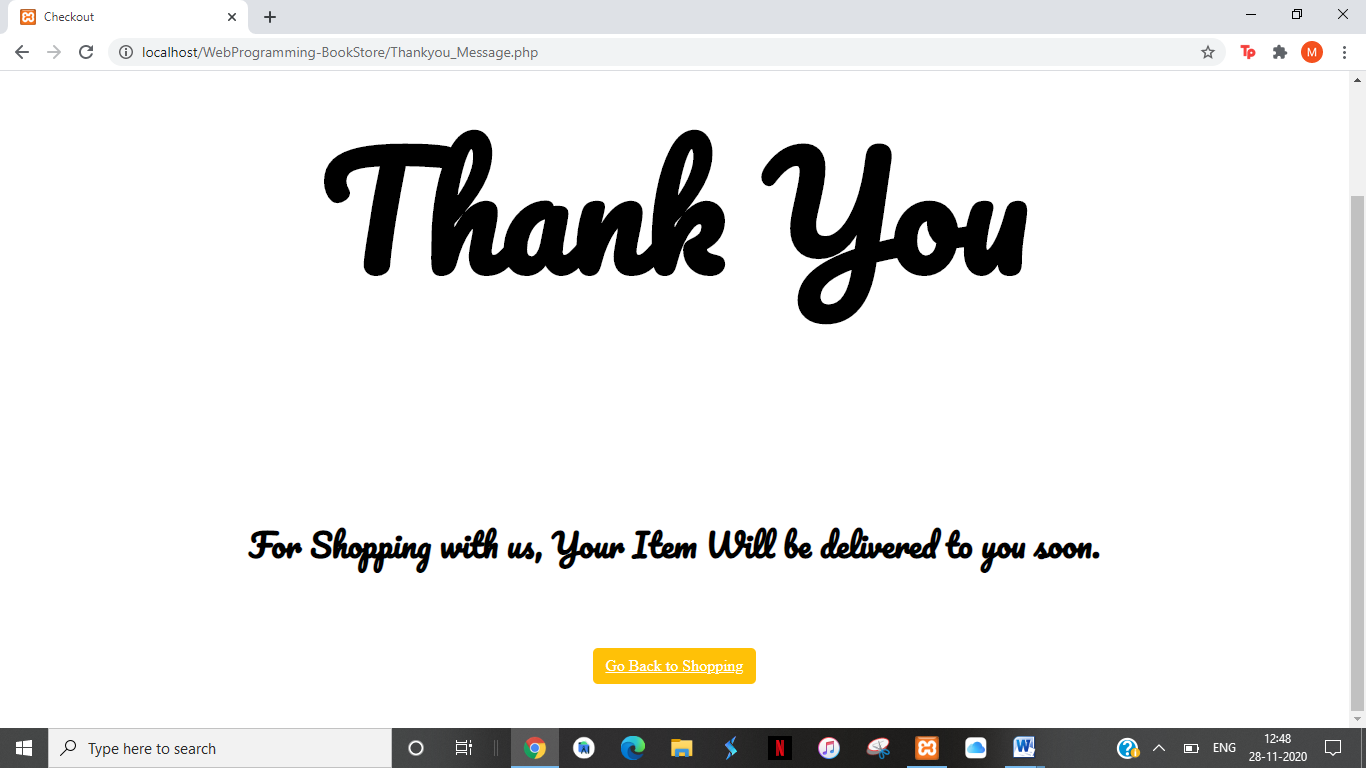 Checkout
localhost/WebProgramming-BookStore/Thankyou_Message.php
Tp
M
Thank You
For Shopping with us, Your Item Will be delivered to you soon.
Go Back to Shopping
Type here to search
N
W
?
ENG
12:48
28-11-2020